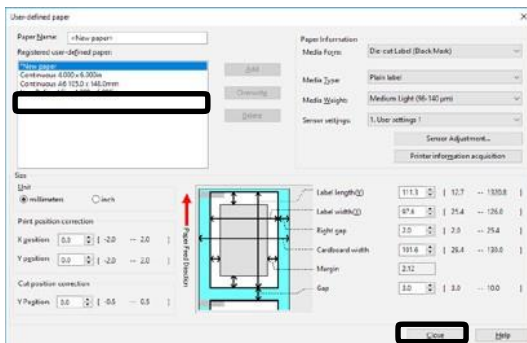 User-defined paper
Paper Name: <New paper>
Registered user-defined paper:
*New paper
Continuous 4.000 x 6.000in
Continuous A6 105.0 x 148.0mm
Add
Overwrite
Delete
Paper Information
Media Form: Die-cut Label (Black Mark)
Media Type: Plain label
Media Weight: Medium Light (96-140 μm)
Sensor settings: 1. User settings 1
Sensor Adjustment...
Printer information acquisition
Size
Unit
millimeters inch
Print position correction
X position 0.0 [ -2.0 -- 2.0 ]
Y position 0.0 [ -2.0 -- 2.0 ]
Cut position correction
Y Position 0.0 [ -0.5 -- 0.5 ]
Paper Feed Direction
Label length(Y) 111.3 [ 12.7 -- 1320.8 ]
Label width(X) 97.6 [ 25.4 -- 126.0 ]
Right gap 2.0 [ 2.0 -- 25.4 ]
Cardboard width 101.6 [ 29.4 -- 130.0 ]
Margin 2.12
Gap 3.0 [ 3.0 -- 10.0 ]
Close Help